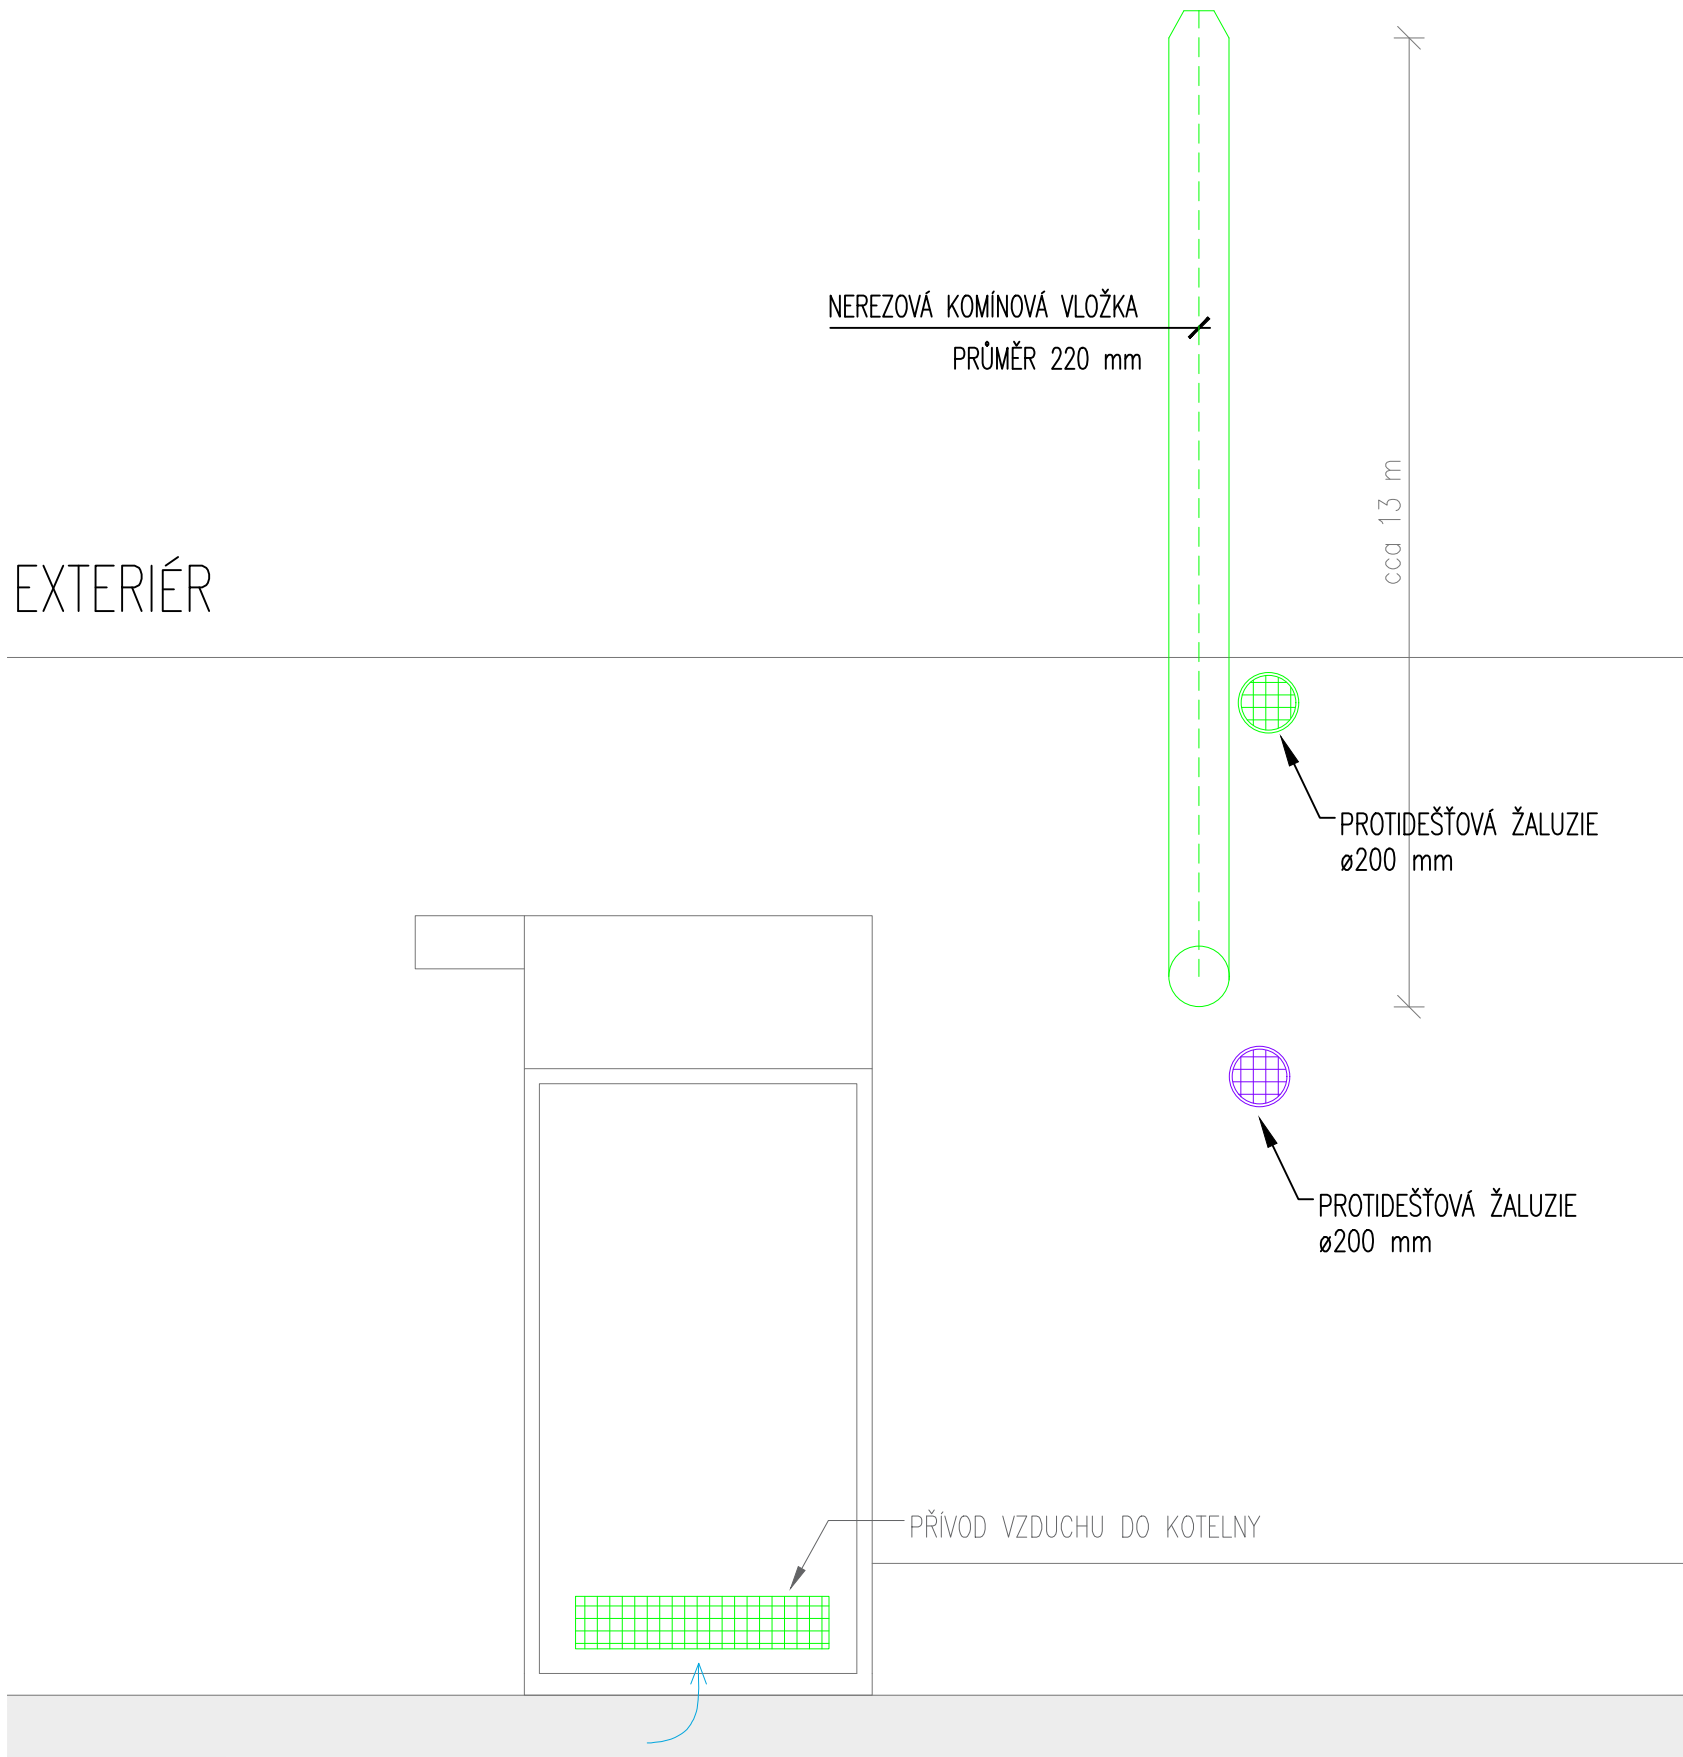 NEREZOVÁ KOMÍNOVÁ VLOŽKA
PRŮMĚR 220 mm
cca 13 m
EXTERIÉR
PROTIDEŠŤOVÁ ŽALUZIE
ø200 mm
PROTIDEŠŤOVÁ ŽALUZIE
ø200 mm
PŘÍVOD VZDUCHU DO KOTELNY